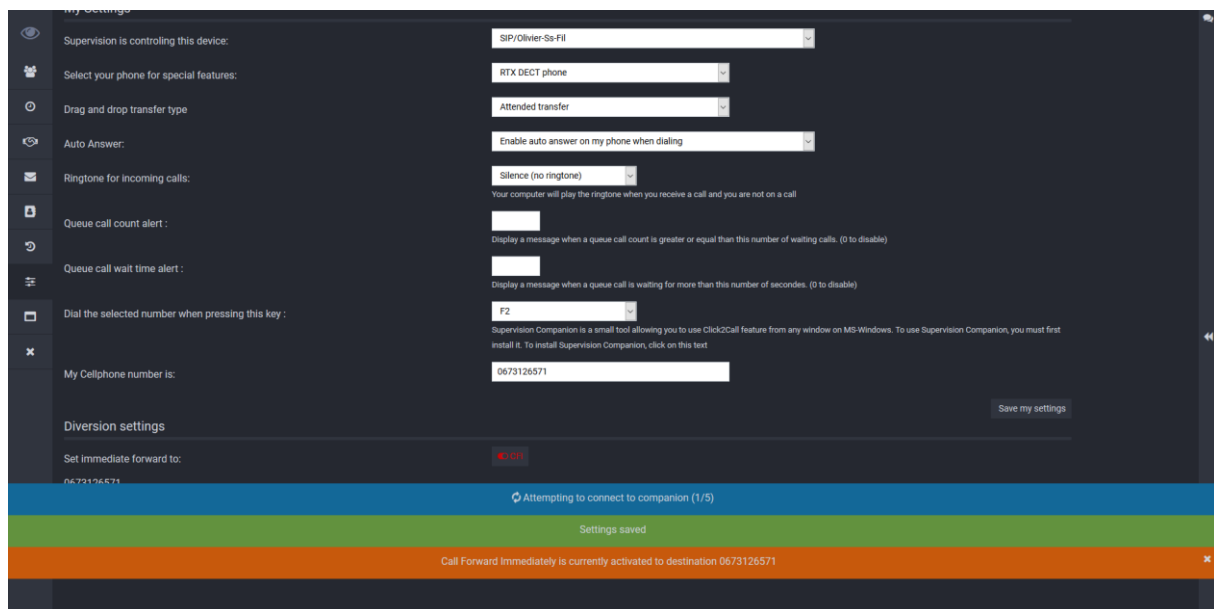 My Settings
Supervision is controling this device:
SIP/Olivier-Ss-Fil
Select your phone for special features:
RTX DECT phone
Drag and drop transfer type
Attended transfer
Auto Answer:
Enable auto answer on my phone when dialing
Ringtone for incoming calls:
Silence (no ringtone)
Your computer will play the ringtone when you receive a call and you are not on a call
Queue call count alert :
Display a message when a queue call count is greater or equal than this number of waiting calls. (0 to disable)
Queue call wait time alert :
Display a message when a queue call is waiting for more than this number of secondes. (0 to disable)
Dial the selected number when pressing this key :
F2
Supervision Companion is a small tool allowing you to use Click2Call feature from any window on MS-Windows. To use Supervision Companion, you must first
install it. To install Supervision Companion, click on this text
My Cellphone number is:
0673126571
Save my settings
Diversion settings
Set immediate forward to:
0673126571
Attempting to connect to companion (1/5)
Settings saved
Call Forward Immediately is currently activated to destination 0673126571